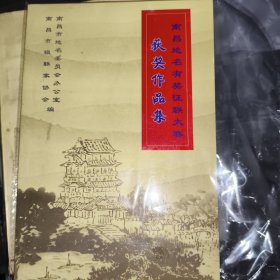 南昌地名有奖征联大赛
获奖作品集
南昌市地名委员会办公室
南昌市楹联家协会 编